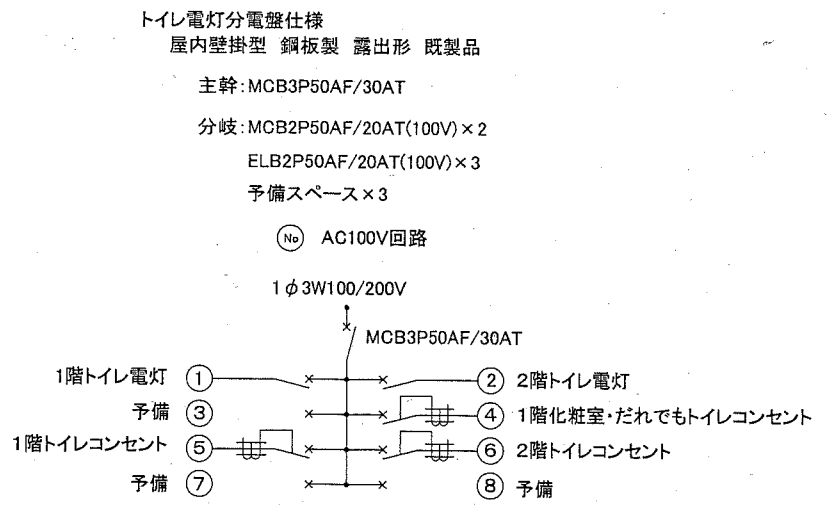 トイレ電灯分電盤仕様
屋内壁掛型 鋼板製 露出形 既製品
主幹:MCB3P50AF/30AT
分岐:MCB2P50AF/20AT(100V)×2
ELB2P50AF/20AT(100V)×3
予備スペース×3
No AC100V回路
1φ3W100/200V
MCB3P50AF/30AT
1階トイレ電灯 ① ② 2階トイレ電灯
予備 ③ ④ 1階化粧室・だれでもトイレコンセント
1階トイレコンセント ⑤ ⑥ 2階トイレコンセント
予備 ⑦ ⑧ 予備